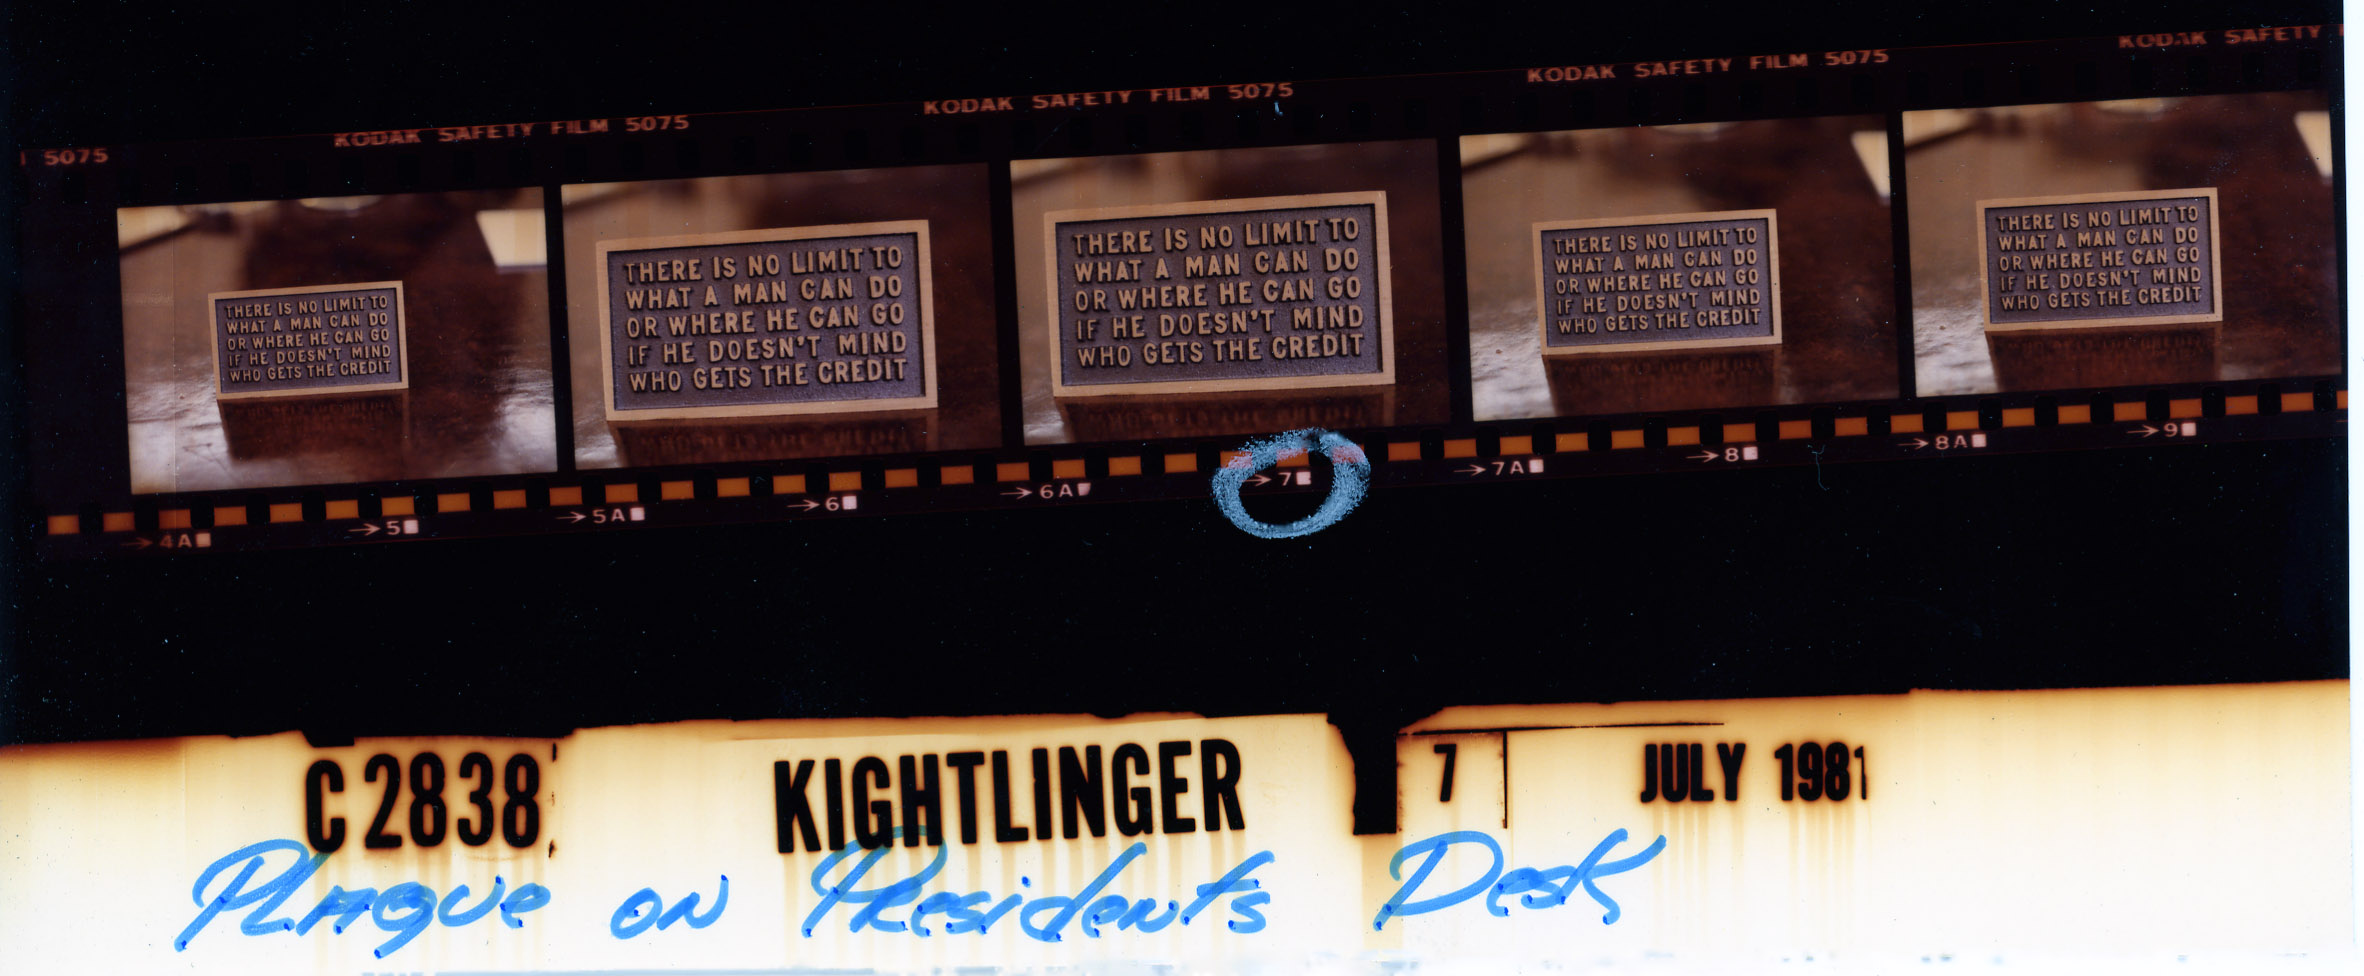 KODAK SAFETY
KODAK SAFETY FILM 5075
KODAK SAFETY FILM 5075
KODAK SAFETY FILM 5075
5075
THERE IS NO LIMIT TO
WHAT A MAN CAN DO
OR WHERE HE CAN GO
IF HE DOESN'T MIND
WHO GETS THE CREDIT
THERE IS NO LIMIT TO
WHAT A MAN CAN DO
OR WHERE HE CAN GO
IF HE DOESN'T MIND
WHO GETS THE CREDIT
THERE IS NO LIMIT TO
WHAT A MAN CAN DO
OR WHERE HE CAN GO
IF HE DOESN'T MIND
WHO GETS THE CREDIT
THERE IS NO LIMIT TO
WHAT A MAN CAN DO
OR WHERE HE CAN GO
IF HE DOESN'T MIND
WHO GETS THE CREDIT
THERE IS NO LIMIT TO
WHAT A MAN CAN DO
OR WHERE HE CAN GO
IF HE DOESN'T MIND
WHO GETS THE CREDIT
→4A →5 →5A →6 →6A →7 →7A →8 →8A →9
C2838 KIGHTLINGER 7 JULY 1981
Plaque on Presidents Desk